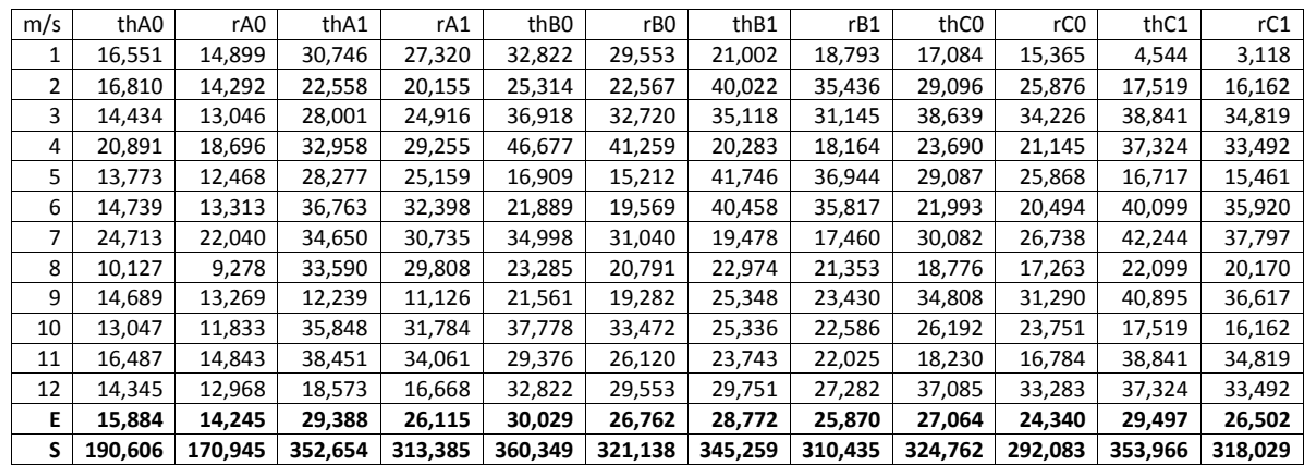 m/s thA0 rA0 thA1 rA1 thB0 rB0 thB1 rB1 thC0 rC0 thC1 rC1
1 16,551 14,899 30,746 27,320 32,822 29,553 21,002 18,793 17,084 15,365 4,544 3,118
2 16,810 14,292 22,558 20,155 25,314 22,567 40,022 35,436 29,096 25,876 17,519 16,162
3 14,434 13,046 28,001 24,916 36,918 32,720 35,118 31,145 38,639 34,226 38,841 34,819
4 20,891 18,696 32,958 29,255 46,677 41,259 20,283 18,164 23,690 21,145 37,324 33,492
5 13,773 12,468 28,277 25,159 16,909 15,212 41,746 36,944 29,087 25,868 16,717 15,461
6 14,739 13,313 36,763 32,398 21,889 19,569 40,458 35,817 21,993 20,494 40,099 35,920
7 24,713 22,040 34,650 30,735 34,998 31,040 19,478 17,460 30,082 26,738 42,244 37,797
8 10,127 9,278 33,590 29,808 23,285 20,791 22,974 21,353 18,776 17,263 22,099 20,170
9 14,689 13,269 12,239 11,126 21,561 19,282 25,348 23,430 34,808 31,290 40,895 36,617
10 13,047 11,833 35,848 31,784 37,778 33,472 25,336 22,586 26,192 23,751 17,519 16,162
11 16,487 14,843 38,451 34,061 29,376 26,120 23,743 22,025 18,230 16,784 38,841 34,819
12 14,345 12,968 18,573 16,668 32,822 29,553 29,751 27,282 37,085 33,283 37,324 33,492
E 15,884 14,245 29,388 26,115 30,029 26,762 28,772 25,870 27,064 24,340 29,497 26,502
S 190,606 170,945 352,654 313,385 360,349 321,138 345,259 310,435 324,762 292,083 353,966 318,029